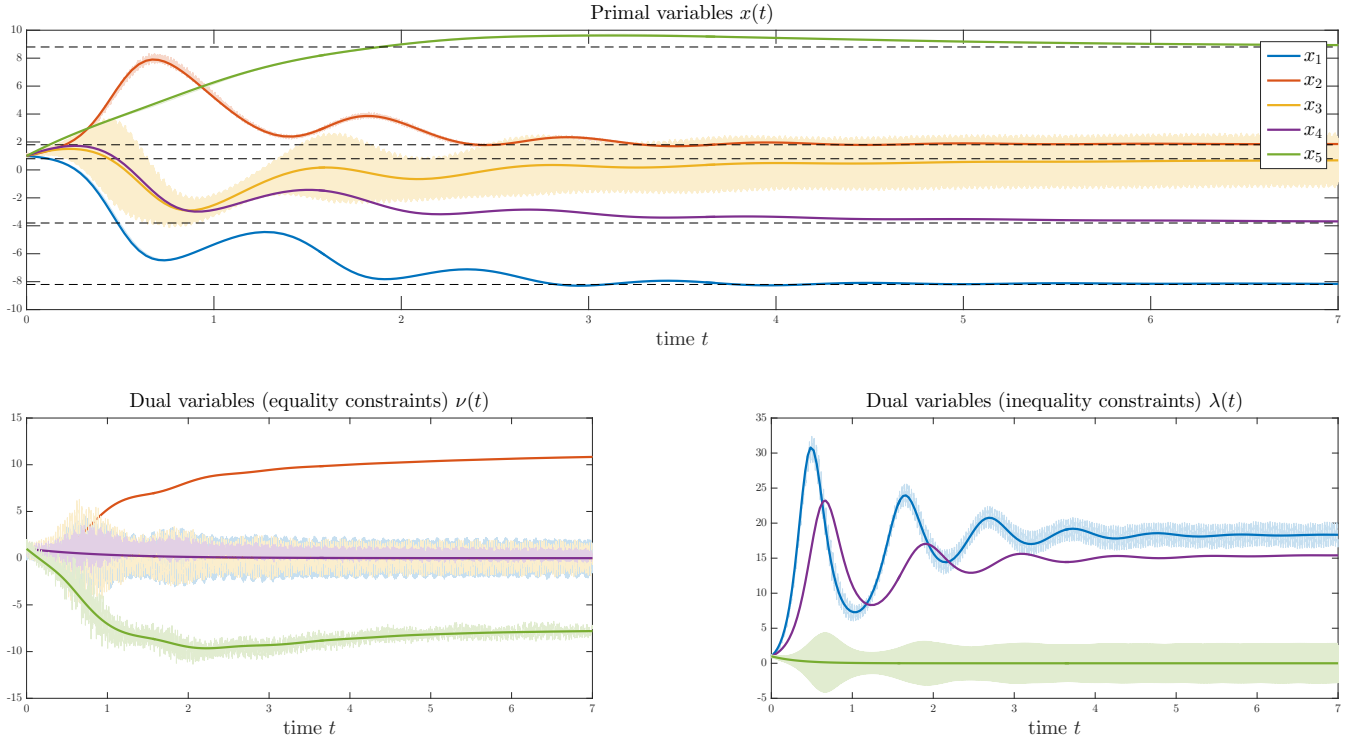 Primal variables x(t)
10
8
6
4
2
0
-2
-4
-6
-8
-10
x₁
x₂
x₃
x₄
x₅
0 1 2 3 4 5 6 7
time t
Dual variables (equality constraints) ν(t)
15
10
5
0
-5
-10
-15
0 1 2 3 4 5 6 7
time t
Dual variables (inequality constraints) λ(t)
35
30
25
20
15
10
5
0
-5
0 1 2 3 4 5 6 7
time t